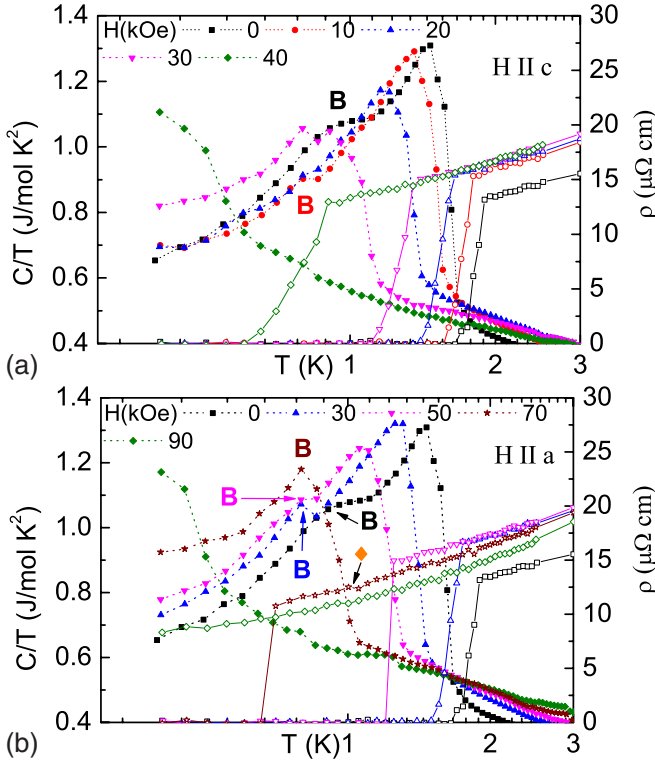 H(kOe) 0 10 20
30 40
H II c
B
B
1.4
1.2
1.0
0.8
0.6
0.4
C/T (J/mol K²)
30
25
20
15
10
5
0
ρ (μΩ cm)
(a)
T (K) 1 2 3
H(kOe) 0 30 50 70
90
H II a
B
B
B
B
1.4
1.2
1.0
0.8
0.6
0.4
C/T (J/mol K²)
30
25
20
15
10
5
0
ρ (μΩ cm)
(b)
T (K) 1 2 3